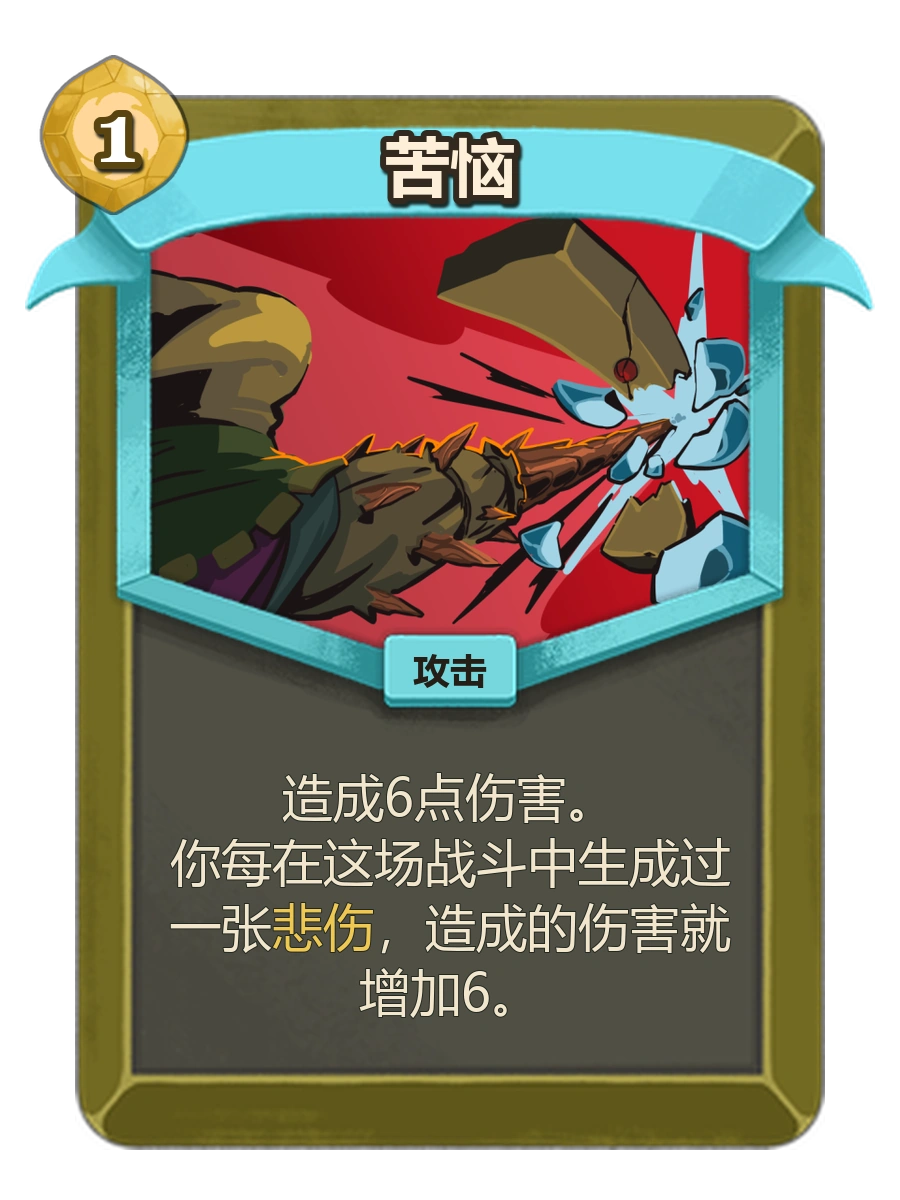 1
苦恼
攻击
造成6点伤害。
你每在这场战斗中生成过
一张悲伤，造成的伤害就
增加6。